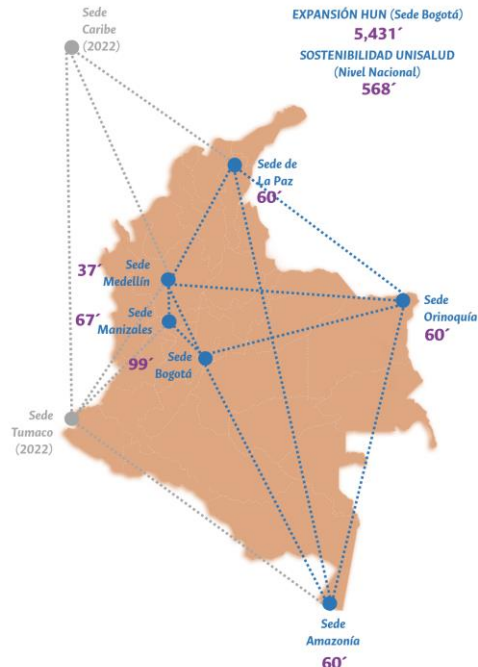 Sede
Caribe
(2022)
EXPANSIÓN HUN (Sede Bogotá)
5,431´
SOSTENIBILIDAD UNISALUD
(Nivel Nacional)
568´
Sede de
La Paz
60´
37´
Sede
Medellín
67´
Sede
Manizales
99´
Sede
Bogotá
Sede
Orinoquía
60´
Sede
Tumaco
(2022)
Sede
Amazonía
60´